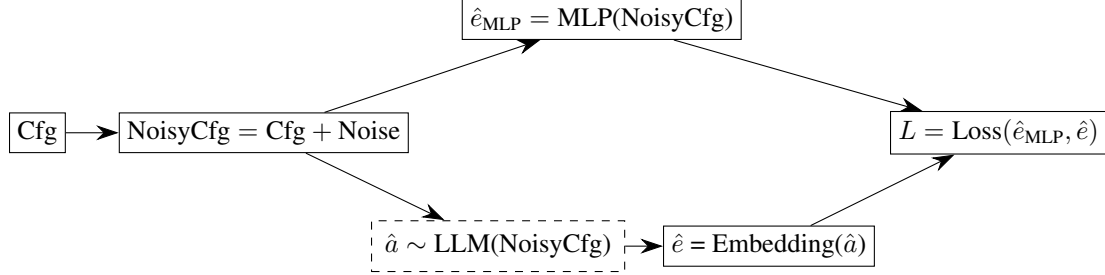 ê_MLP = MLP(NoisyCfg)
Cfg
NoisyCfg = Cfg + Noise
L = Loss(ê_MLP, ê)
â ∼ LLM(NoisyCfg)
ê = Embedding(â)